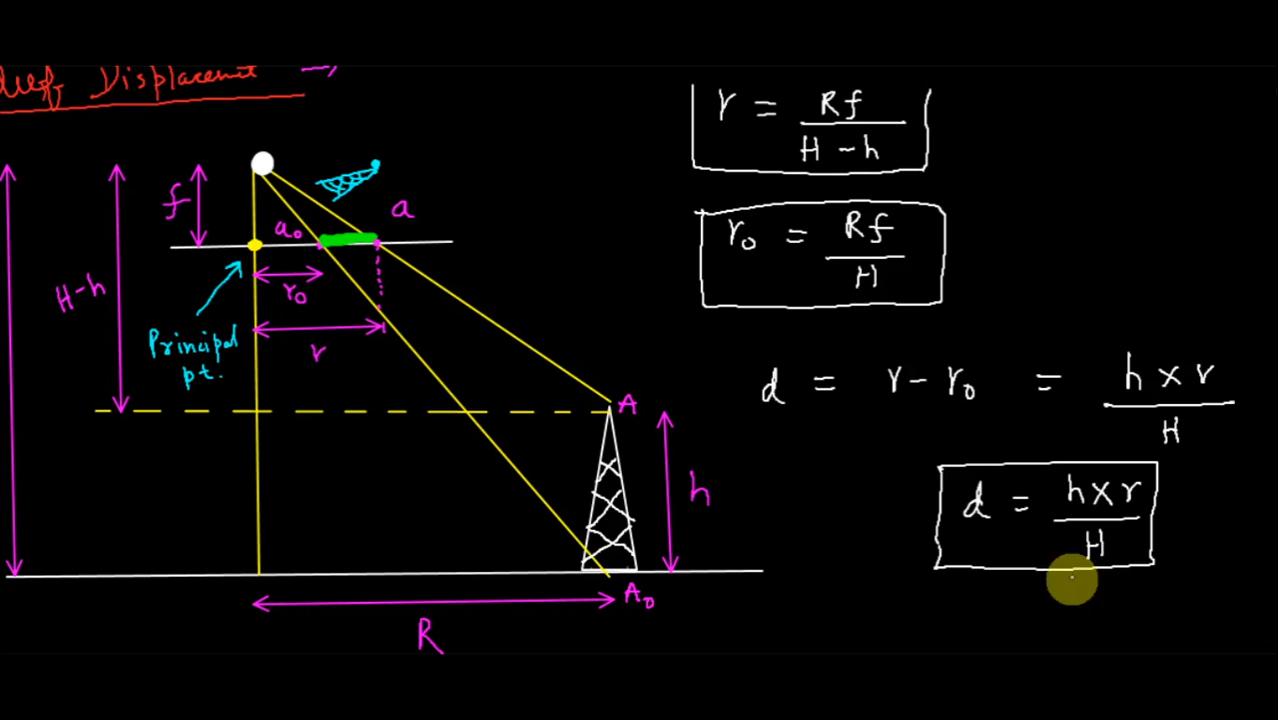 Displacement →
r = Rf / H - h
f
a₀
a
r₀ = Rf / H
H-h
r₀
Principal
pt.
r
d = r - r₀ = h × r / H
A
h
d = h × r / H
A₀
R